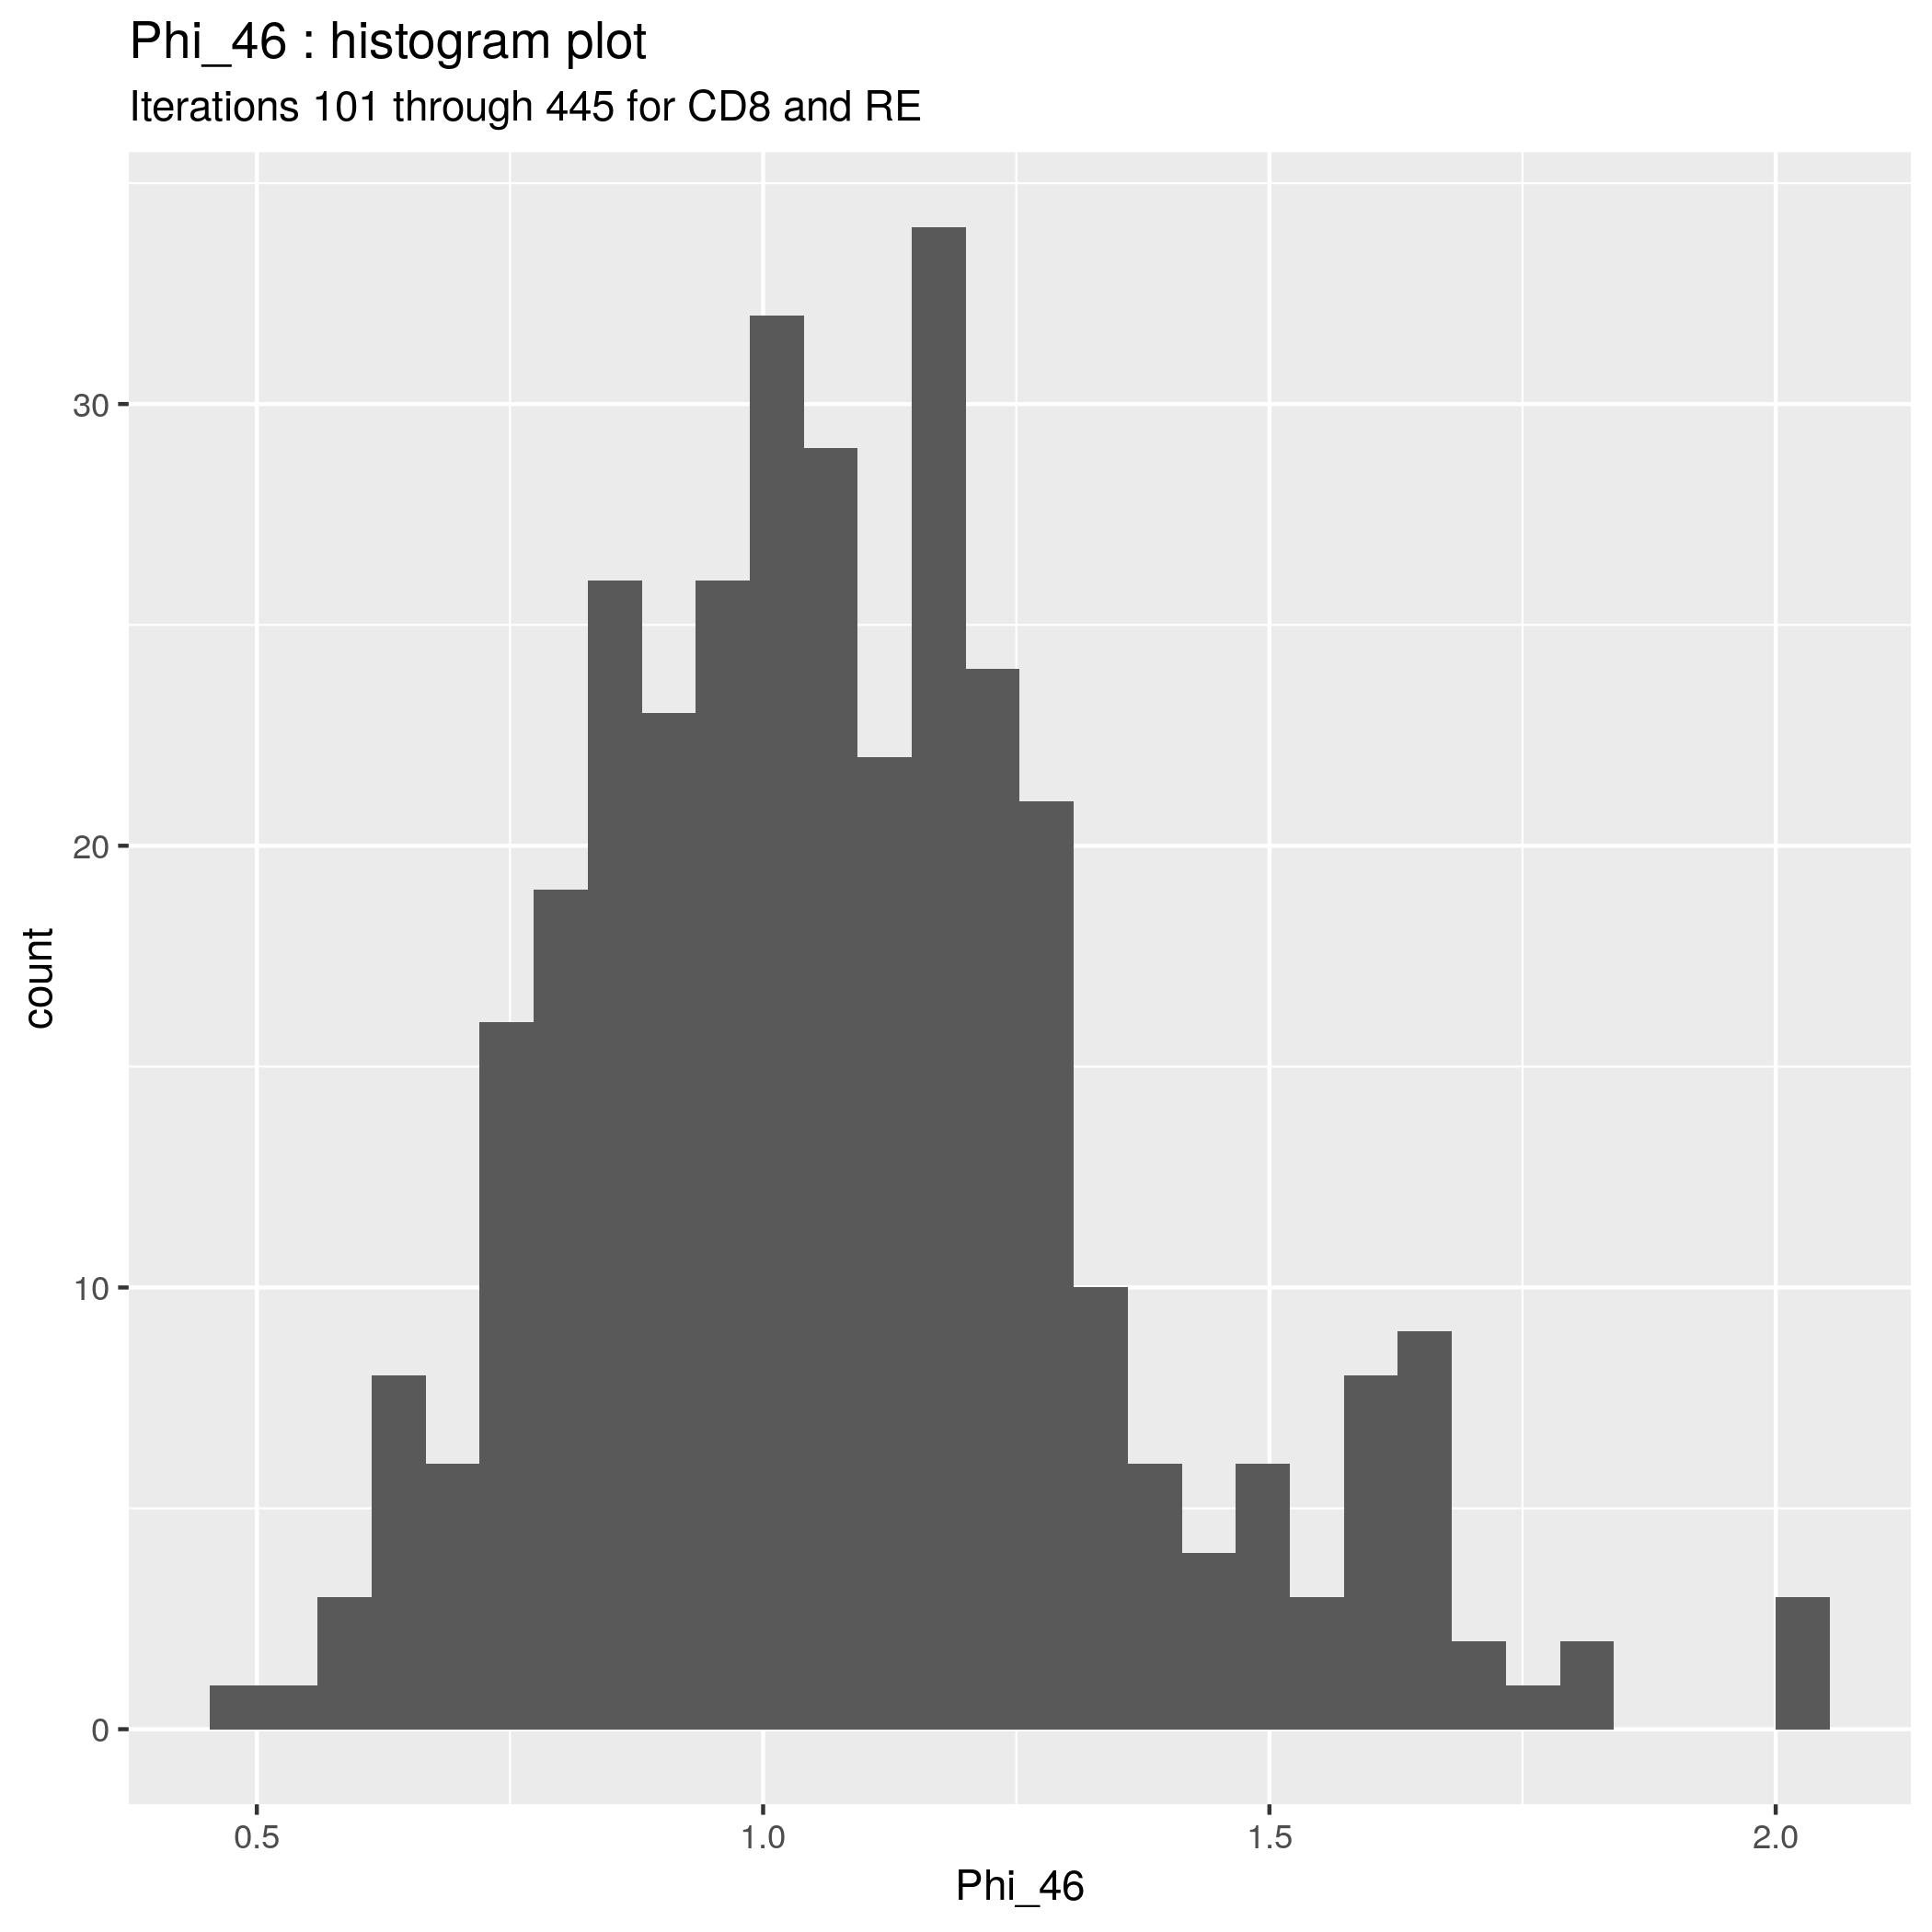 Phi_46 : histogram plot
Iterations 101 through 445 for CD8 and RE
30
20
10
0
count
0.5 1.0 1.5 2.0
Phi_46